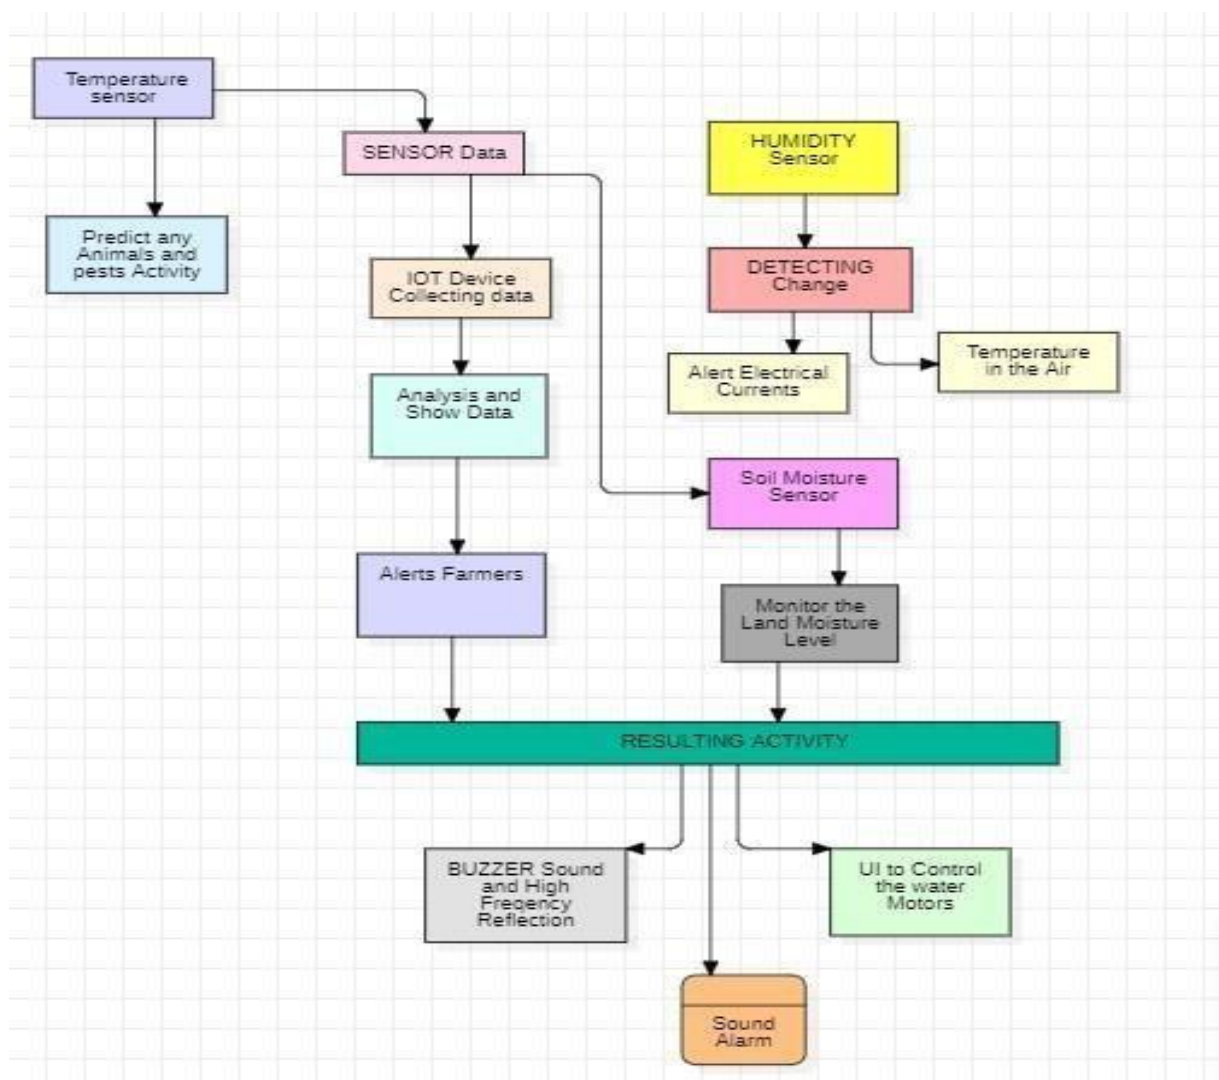 Temperature
sensor
SENSOR Data
HUMIDITY
Sensor
Predict any
Animals and
pests Activity
IOT Device
Collecting data
DETECTING
Change
Alert Electrical
Currents
Temperature
in the Air
Analysis and
Show Data
Soil Moisture
Sensor
Alerts Farmers
Monitor the
Land Moisture
Level
RESULTING ACTIVITY
BUZZER Sound
and High
Freqency
Reflection
UI to Control
the water
Motors
Sound
Alarm